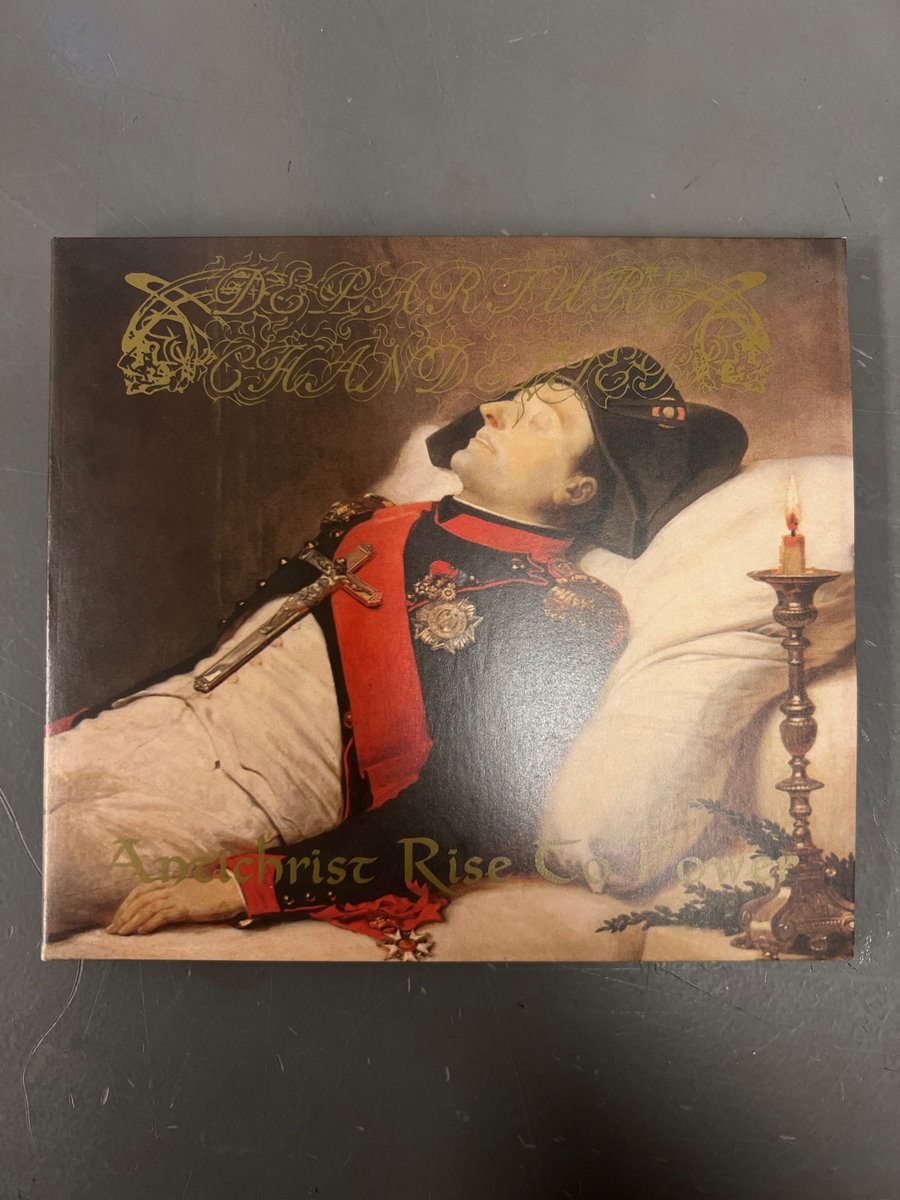 DEPARTURE
CHANDELIER
Antichrist Rise To Power